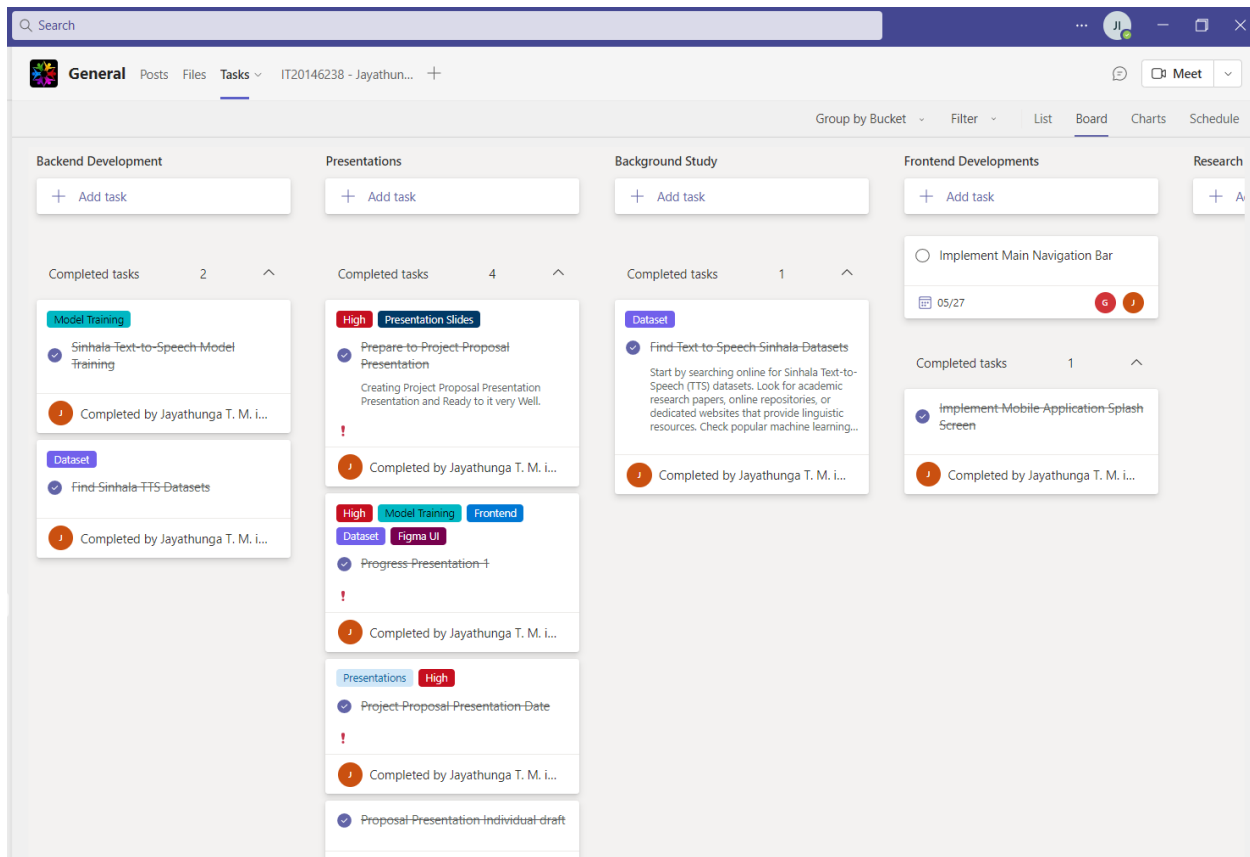 Search
JI
General Posts Files Tasks IT20146238 - Jayathun...
Meet
Group by Bucket Filter List Board Charts Schedule
Backend Development
Add task
Completed tasks 2
Model Training
Sinhala Text-to-Speech Model
Training
J Completed by Jayathunga T. M. i...
Dataset
Find Sinhala TTS Datasets
J Completed by Jayathunga T. M. i...
Presentations
Add task
Completed tasks 4
High Presentation Slides
Prepare to Project Proposal
Presentation
Creating Project Proposal Presentation
Presentation and Ready to it very Well.
!
J Completed by Jayathunga T. M. i...
High Model Training Frontend
Dataset Figma UI
Progress Presentation 1
!
J Completed by Jayathunga T. M. i...
Presentations High
Project Proposal Presentation Date
!
J Completed by Jayathunga T. M. i...
Proposal Presentation Individual draft
Background Study
Add task
Completed tasks 1
Dataset
Find Text to Speech Sinhala Datasets
Start by searching online for Sinhala Text-to-
Speech (TTS) datasets. Look for academic
research papers, online repositories, or
dedicated websites that provide linguistic
resources. Check popular machine learning...
J Completed by Jayathunga T. M. i...
Frontend Developments
Add task
Implement Main Navigation Bar
05/27 G J
Completed tasks 1
Implement Mobile Application Splash
Screen
J Completed by Jayathunga T. M. i...
Research